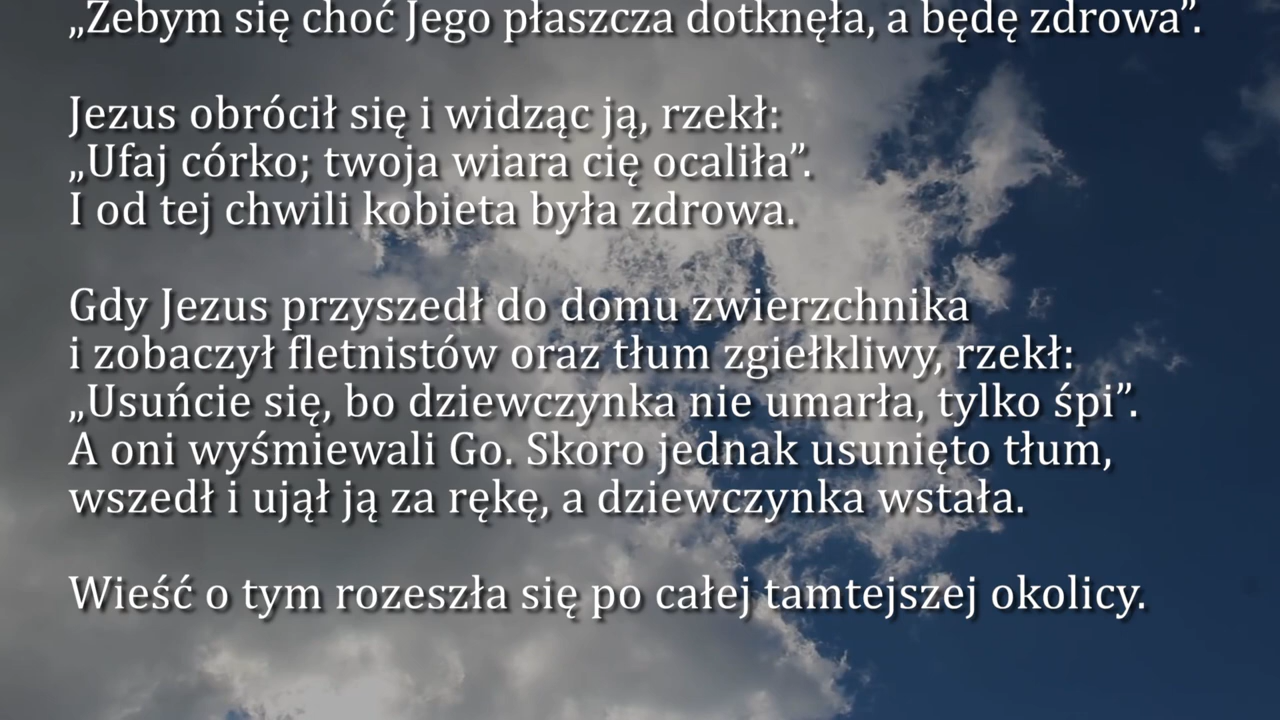 „Żebym się choć Jego płaszcza dotknęła, a będę zdrowa”.
Jezus obrócił się i widząc ją, rzekł:
„Ufaj córko; twoja wiara cię ocaliła”.
I od tej chwili kobieta była zdrowa.
Gdy Jezus przyszedł do domu zwierzchnika
i zobaczył fletnistów oraz tłum zgiełkliwy, rzekł:
„Usuńcie się, bo dziewczynka nie umarła, tylko śpi”.
A oni wyśmiewali Go. Skoro jednak usunięto tłum,
wszedł i ujął ją za rękę, a dziewczynka wstała.
Wieść o tym rozeszła się po całej tamtejszej okolicy.